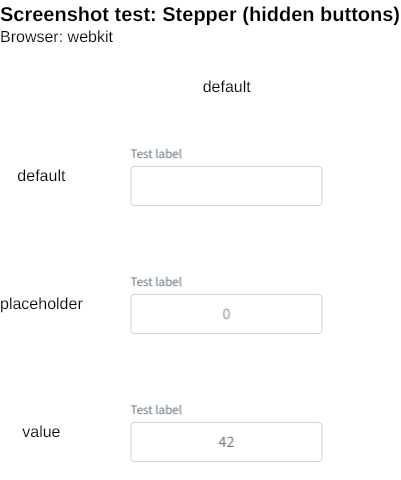 Screenshot test: Stepper (hidden buttons)
Browser: webkit
default
Test label
default
Test label
placeholder
0
Test label
value
42